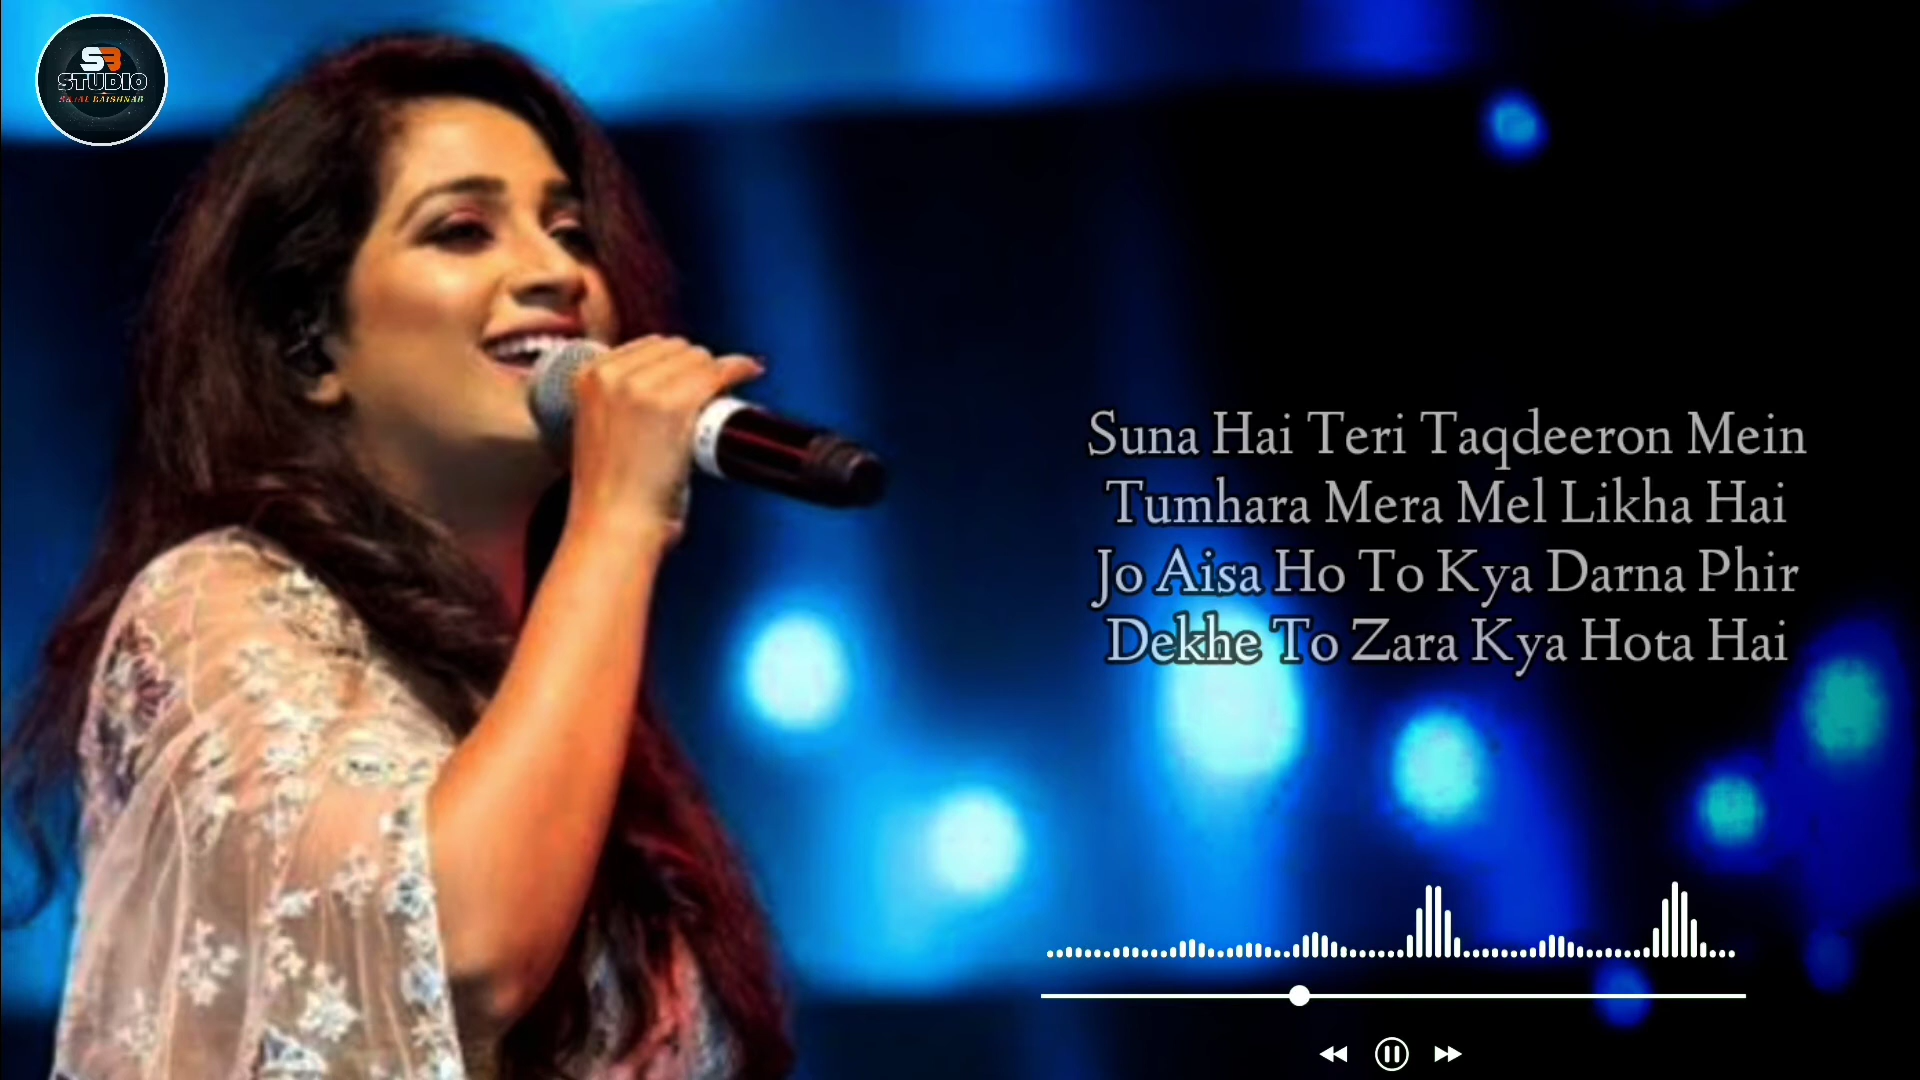 SB
STUDIO
Suna Hai Teri Taqdeeron Mein
Tumhara Mera Mel Likha Hai
Jo Aisa Ho To Kya Darna Phir
Dekhe To Zara Kya Hota Hai